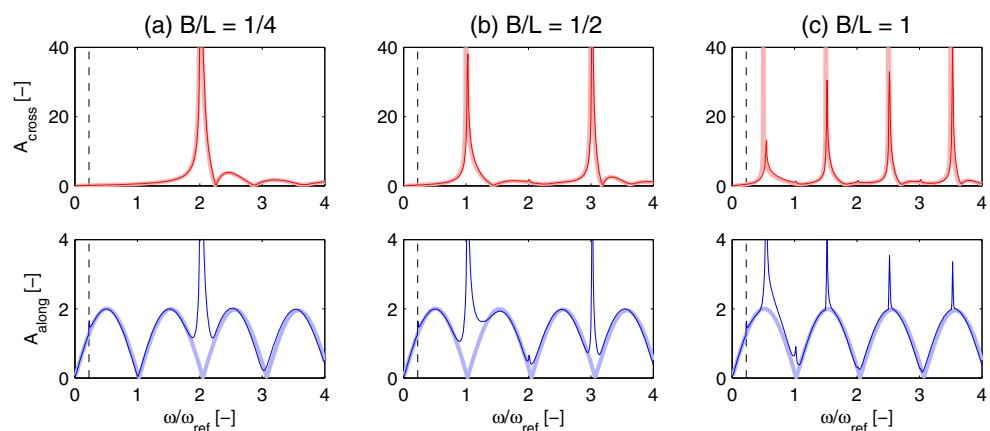 (a) B/L = 1/4
(b) B/L = 1/2
(c) B/L = 1
A_cross [−]
40
20
0
0 1 2 3 4
40
20
0
0 1 2 3 4
40
20
0
0 1 2 3 4
A_along [−]
4
2
0
0 1 2 3 4
ω/ω_ref [−]
4
2
0
0 1 2 3 4
ω/ω_ref [−]
4
2
0
0 1 2 3 4
ω/ω_ref [−]